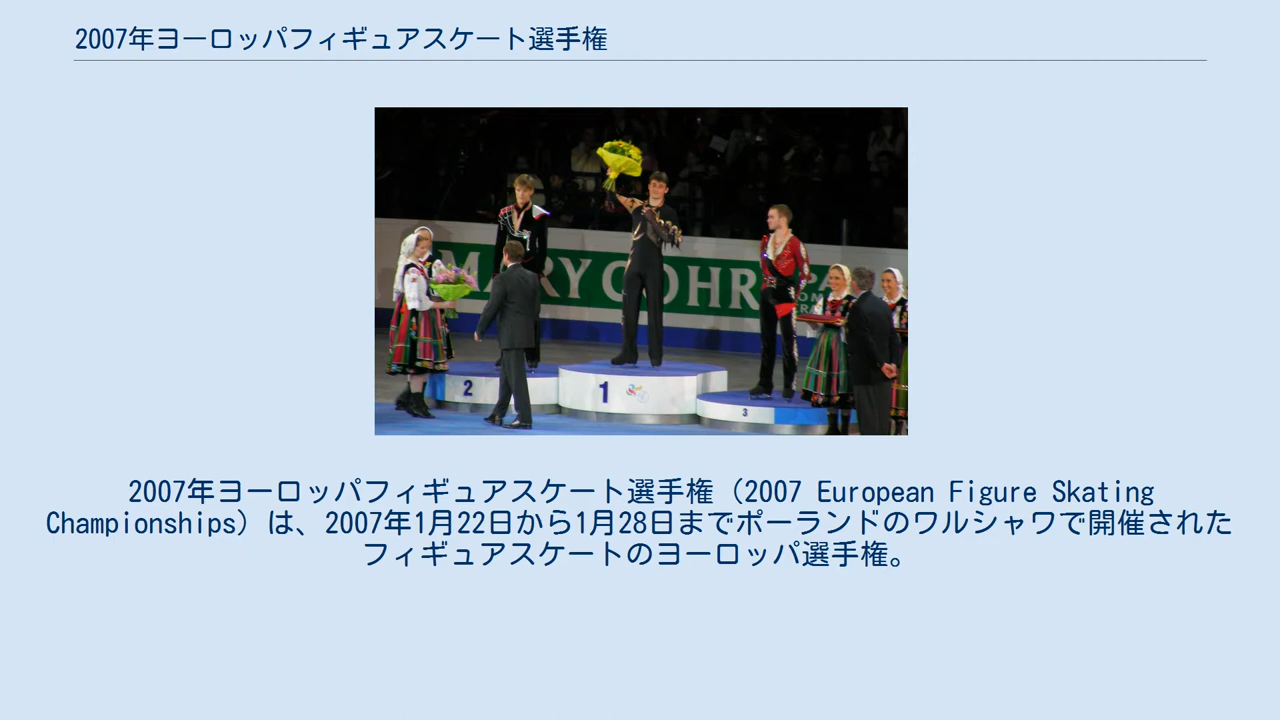 2007年ヨーロッパフィギュアスケート選手権
MARY COHR
2
1
3
2007年ヨーロッパフィギュアスケート選手権（2007 European Figure Skating
Championships）は、2007年1月22日から1月28日までポーランドのワルシャワで開催された
フィギュアスケートのヨーロッパ選手権。